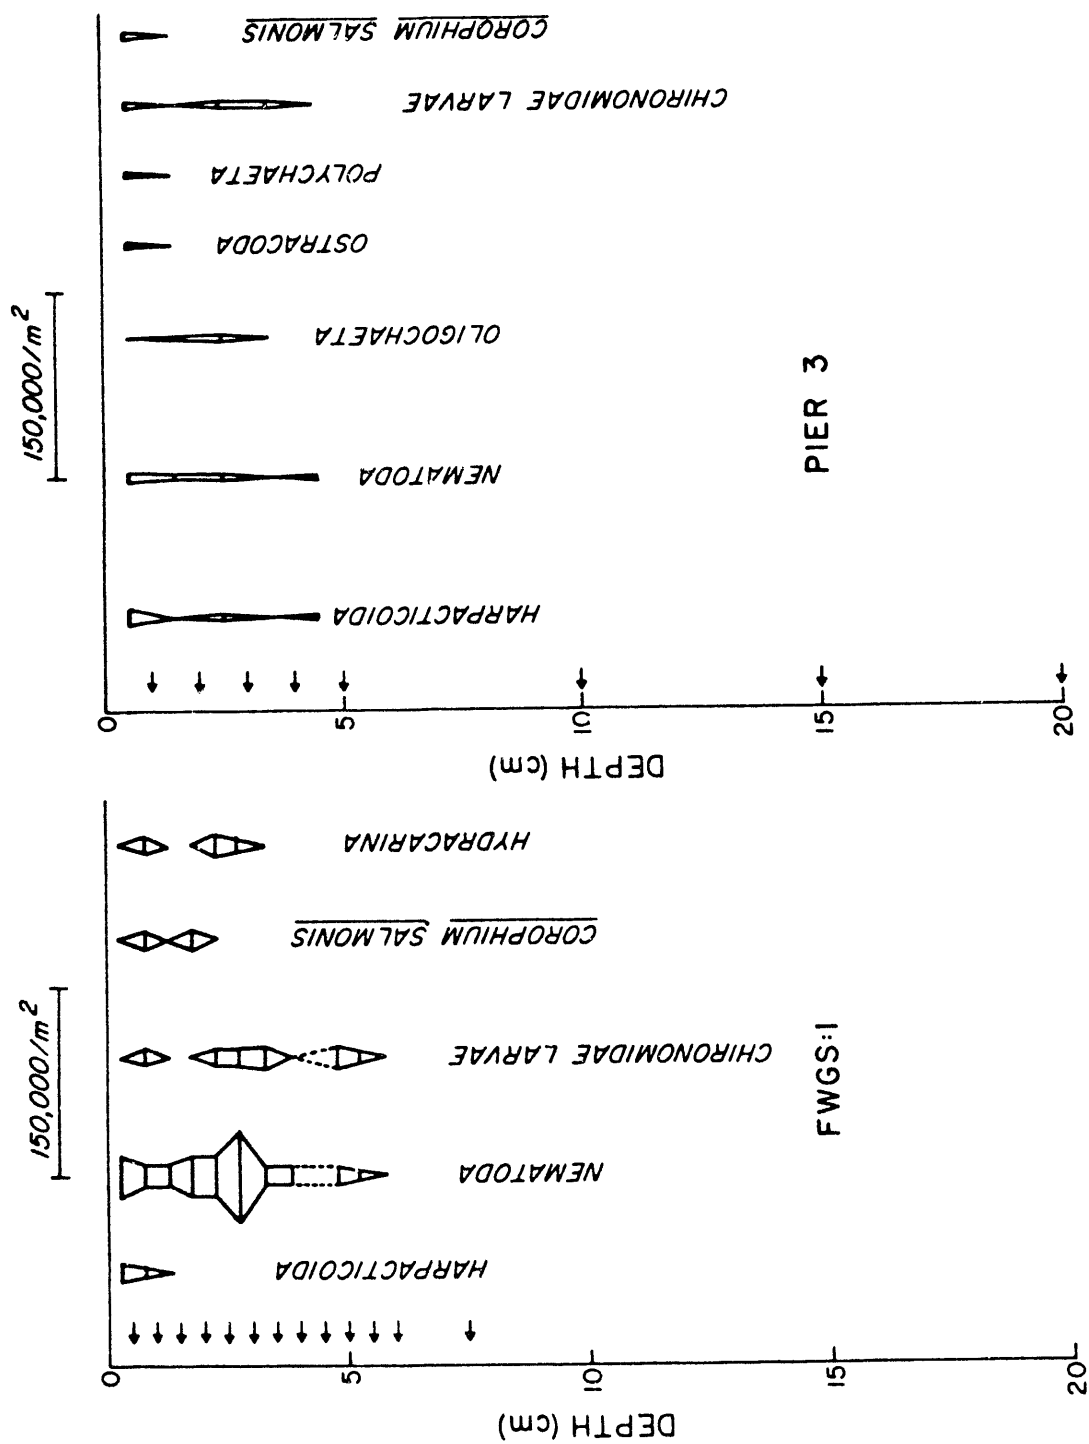 150,000/m²
COROPHIUM SALMONIS
CHIRONOMIDAE LARVAE
POLYCHAETA
OSTRACODA
OLIGOCHAETA
NEMATODA
HARPACTICOIDA
PIER 3
0
5
10
15
20
DEPTH (cm)
150,000/m²
HYDRACARINA
COROPHIUM SALMONIS
CHIRONOMIDAE LARVAE
NEMATODA
HARPACTICOIDA
FWGS:1
0
5
10
15
20
DEPTH (cm)